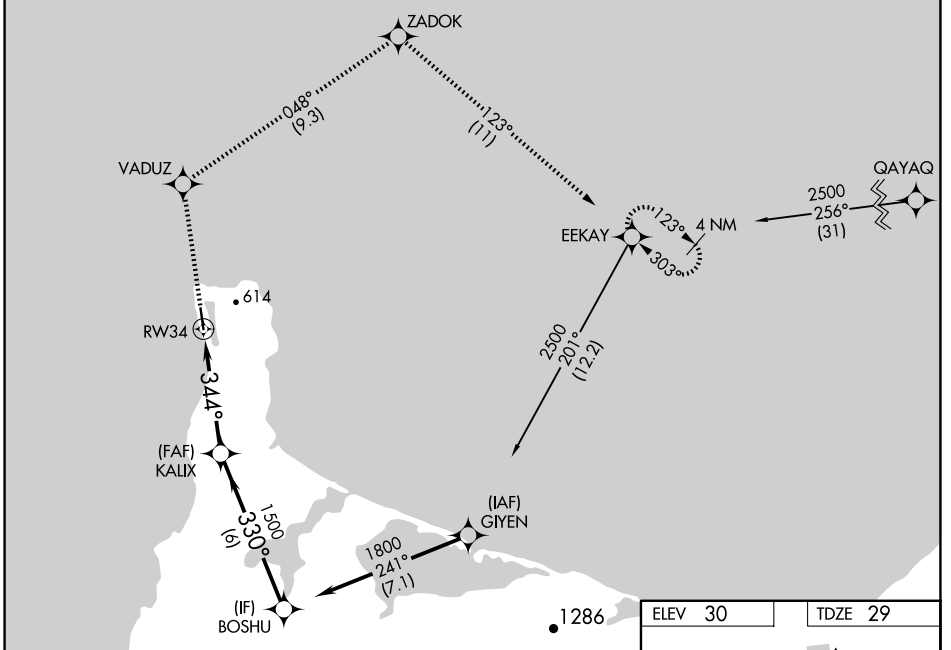 ZADOK
048°
(9.3)
123°
(11)
VADUZ
QAYAQ
2500
256°
(31)
EEKAY
123°
4 NM
303°
614
RW34
2500
201°
(12.2)
344°
(FAF)
KALIX
1500
330°
(6)
(IAF)
GIYEN
1800
241°
(7.1)
(IF)
BOSHU
1286
ELEV 30
TDZE 29